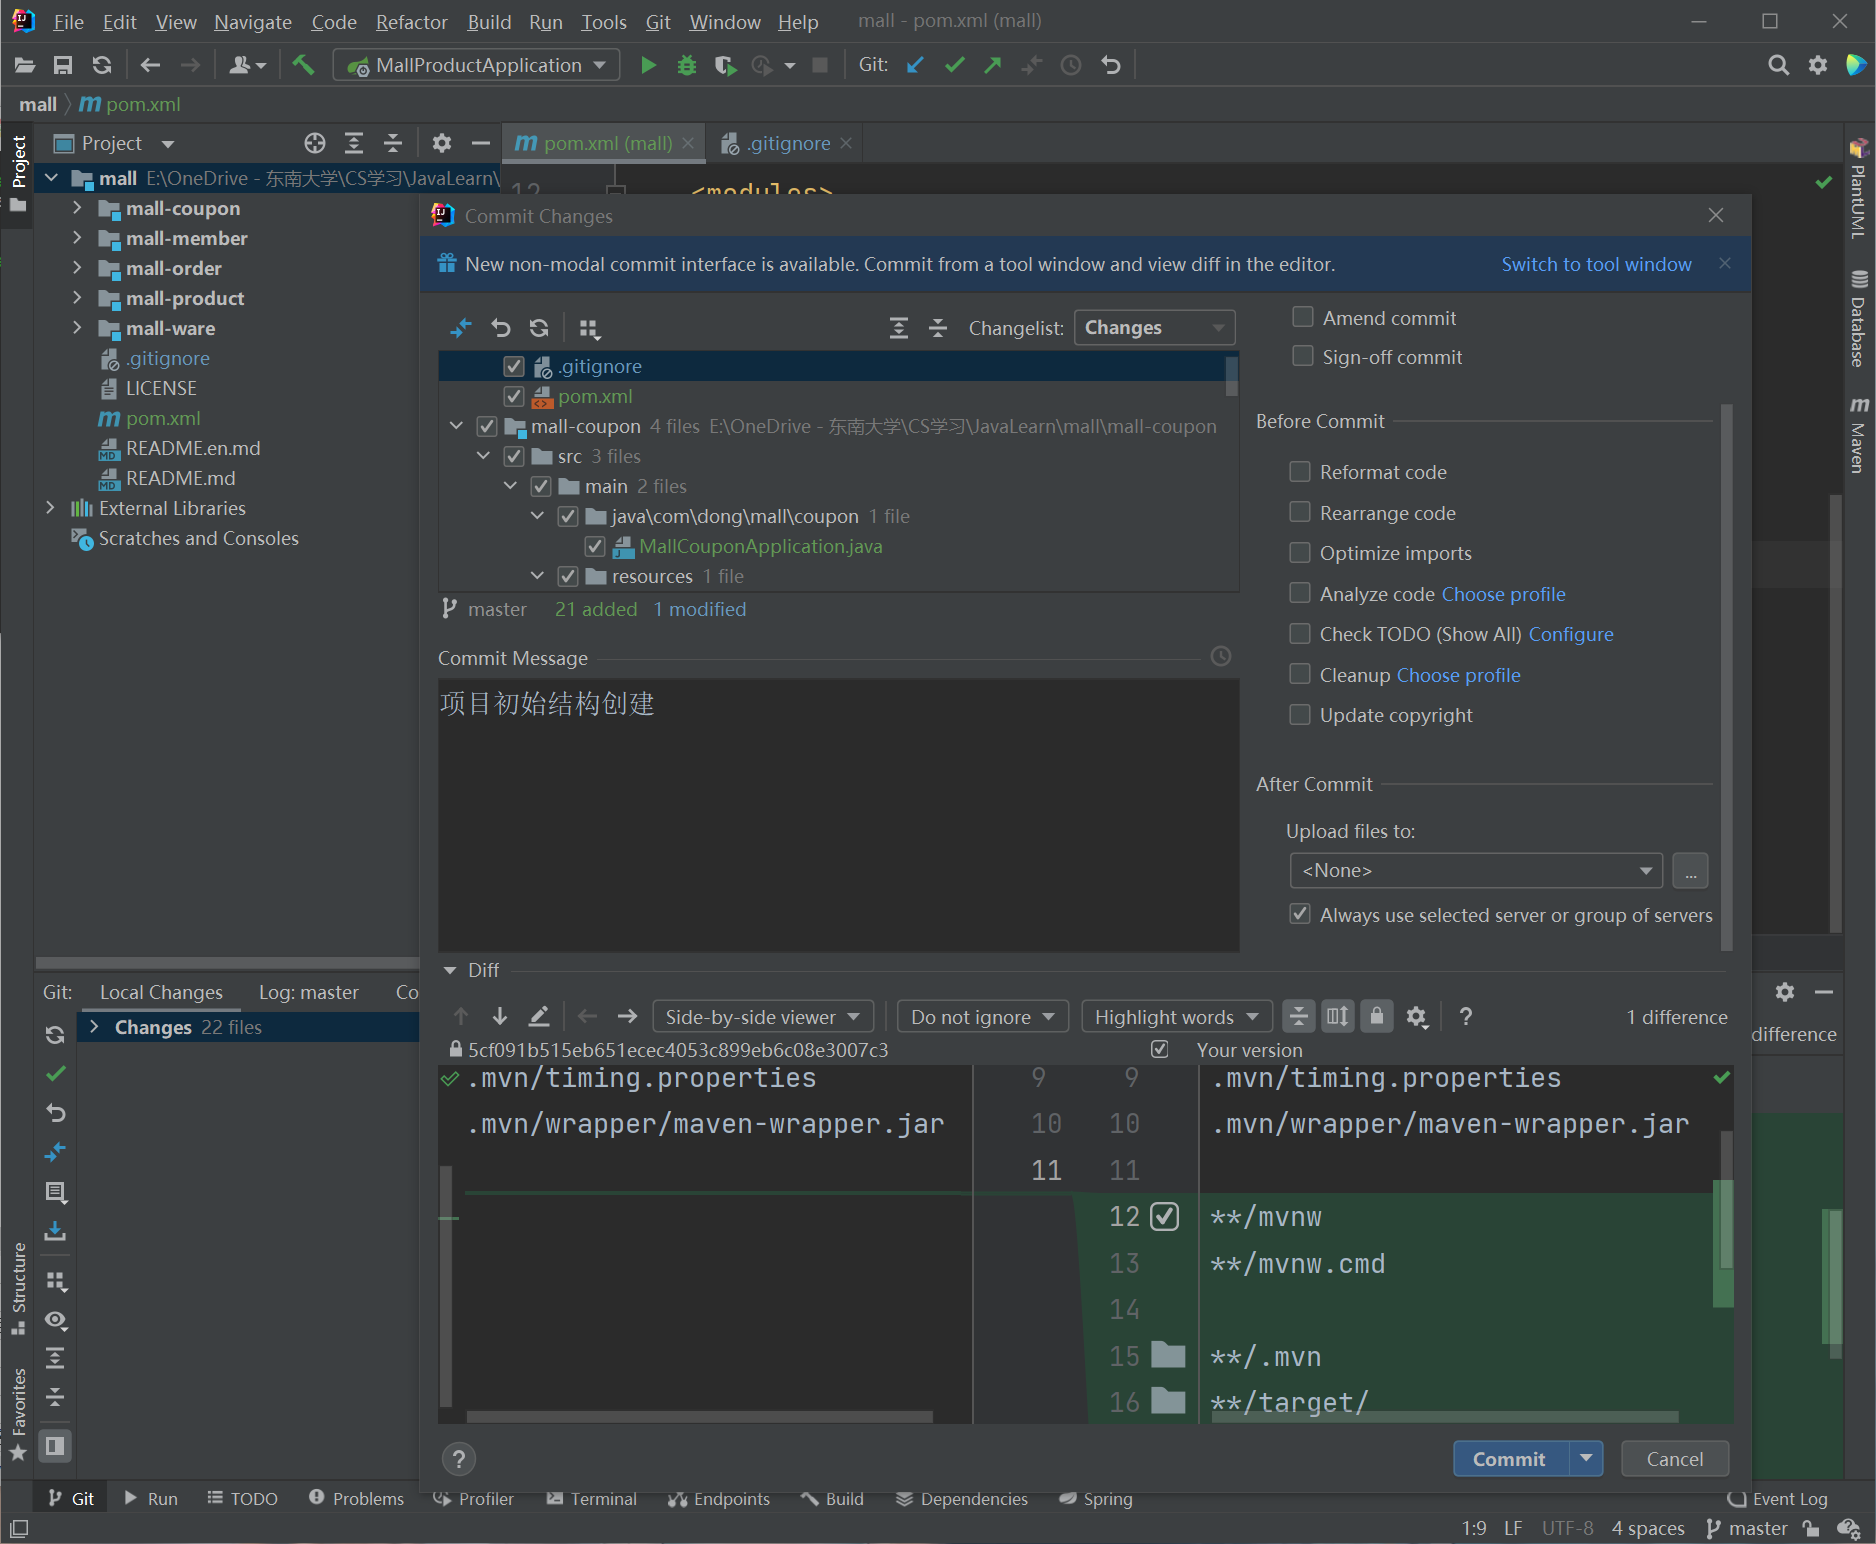 File Edit View Navigate Code Refactor Build Run Tools Git Window Help mall - pom.xml (mall)
MallProductApplication Git:
mall pom.xml
Project pom.xml (mall) .gitignore
mall E:\OneDrive - 东南大学\CS学习\JavaLearn\
mall-coupon
mall-member
mall-order
mall-product
mall-ware
.gitignore
LICENSE
pom.xml
README.en.md
README.md
External Libraries
Scratches and Consoles
12 <modules>
Project
Structure
Favorites
PlantUML
Database
Maven
Commit Changes
New non-modal commit interface is available. Commit from a tool window and view diff in the editor. Switch to tool window
Changelist: Changes
.gitignore
pom.xml
mall-coupon 4 files E:\OneDrive - 东南大学\CS学习\JavaLearn\mall\mall-coupon
src 3 files
main 2 files
java\com\dong\mall\coupon 1 file
MallCouponApplication.java
resources 1 file
master 21 added 1 modified
Commit Message
项目初始结构创建
Amend commit
Sign-off commit
Before Commit
Reformat code
Rearrange code
Optimize imports
Analyze code Choose profile
Check TODO (Show All) Configure
Cleanup Choose profile
Update copyright
After Commit
Upload files to:
<None> ...
Always use selected server or group of servers
Diff
Side-by-side viewer Do not ignore Highlight words ? 1 difference
5cf091b515eb651ecec4053c899eb6c08e3007c3 Your version
.mvn/timing.properties 9 9 .mvn/timing.properties
.mvn/wrapper/maven-wrapper.jar 10 10 .mvn/wrapper/maven-wrapper.jar
11 11
12 **/mvnw
13 **/mvnw.cmd
14
15 **/.mvn
16 **/target/
? Commit Cancel
Git: Local Changes Log: master Co
Changes 22 files
difference
Git Run TODO Problems Profiler Terminal Endpoints Build Dependencies Spring Event Log
1:9 LF UTF-8 4 spaces master